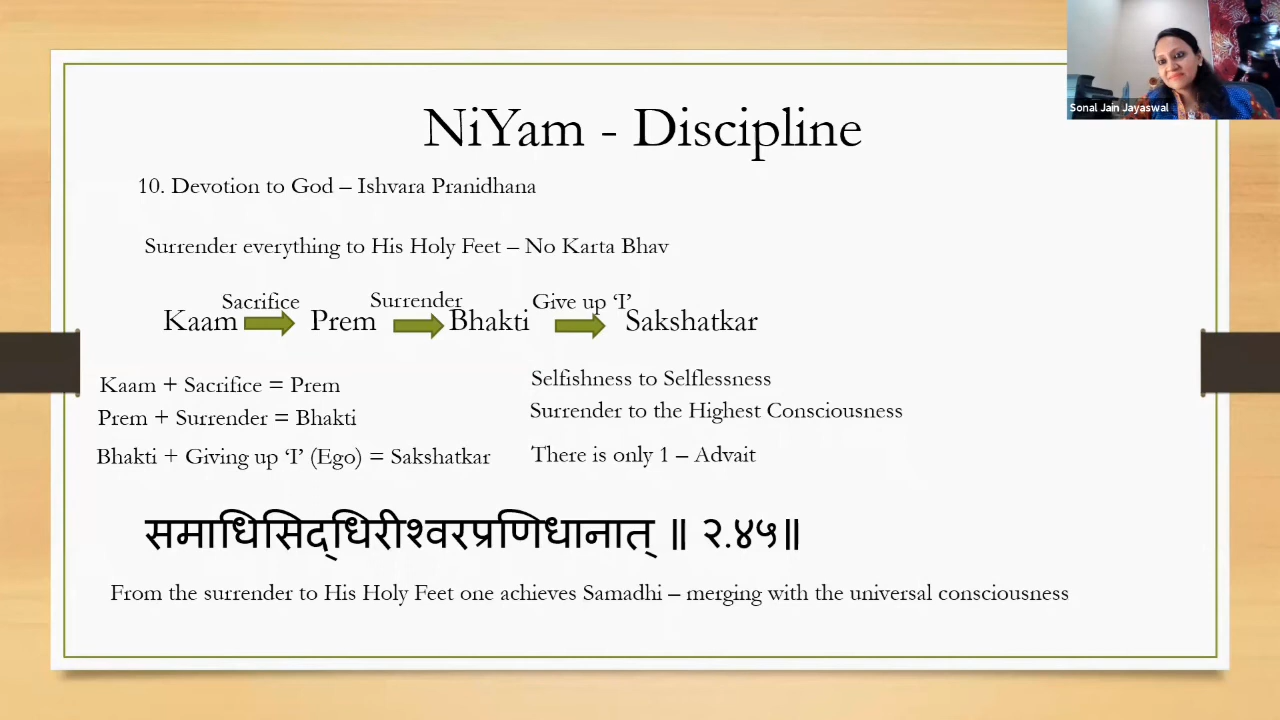 Sonal Jain Jayaswal
NiYam - Discipline
10. Devotion to God – Ishvara Pranidhana
Surrender everything to His Holy Feet – No Karta Bhav
Sacrifice Surrender Give up ‘I’
Kaam Prem Bhakti Sakshatkar
Kaam + Sacrifice = Prem
Prem + Surrender = Bhakti
Bhakti + Giving up ‘I’ (Ego) = Sakshatkar
Selfishness to Selflessness
Surrender to the Highest Consciousness
There is only 1 – Advait
समाधिसिद्धिरीश्वरप्रणिधानात् ॥ २.४५॥
From the surrender to His Holy Feet one achieves Samadhi – merging with the universal consciousness